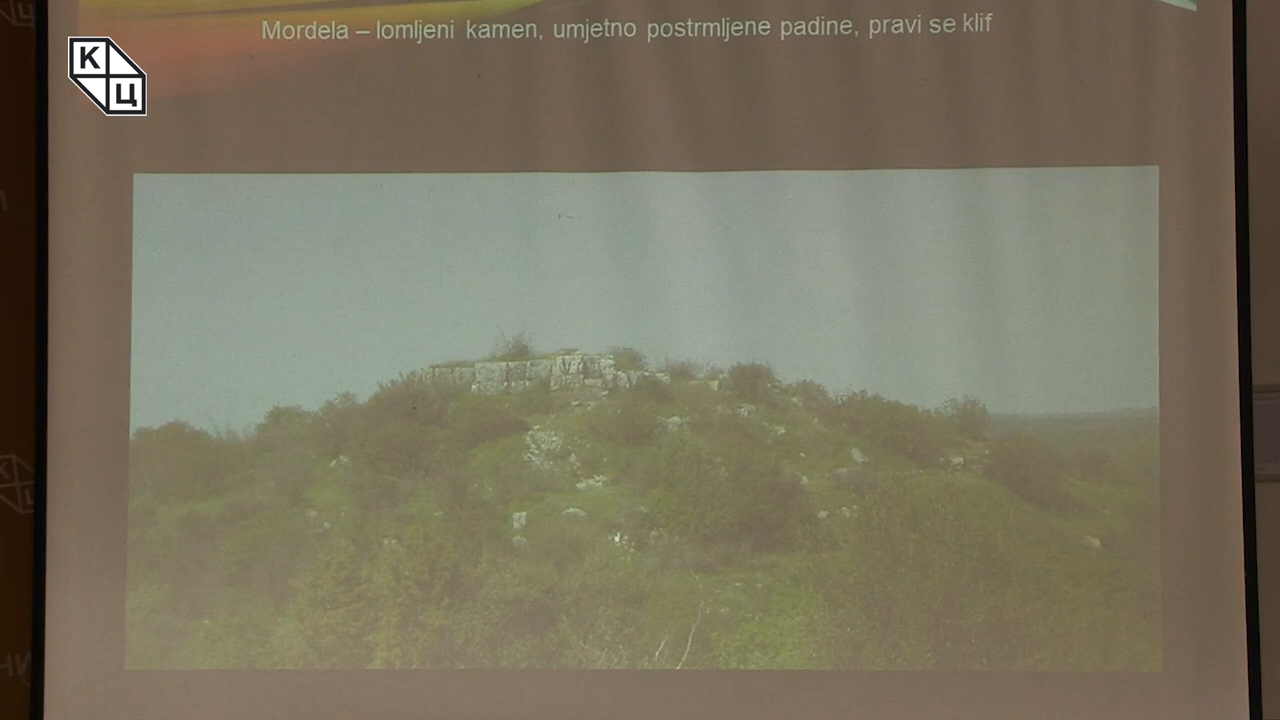 Mordela – lomljeni kamen, umjetno postrmljene padine, pravi se klif
К
Ц